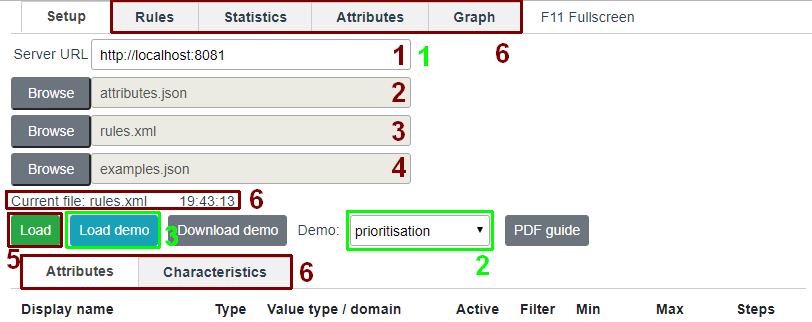 Setup Rules Statistics Attributes Graph F11 Fullscreen
6
Server URL http://localhost:8081 1 1
Browse attributes.json 2
Browse rules.xml 3
Browse examples.json 4
Current file: rules.xml 19:43:13 6
Load Load demo 3 Download demo Demo: prioritisation PDF guide
5 2
Attributes Characteristics 6
Display name Type Value type / domain Active Filter Min Max Steps